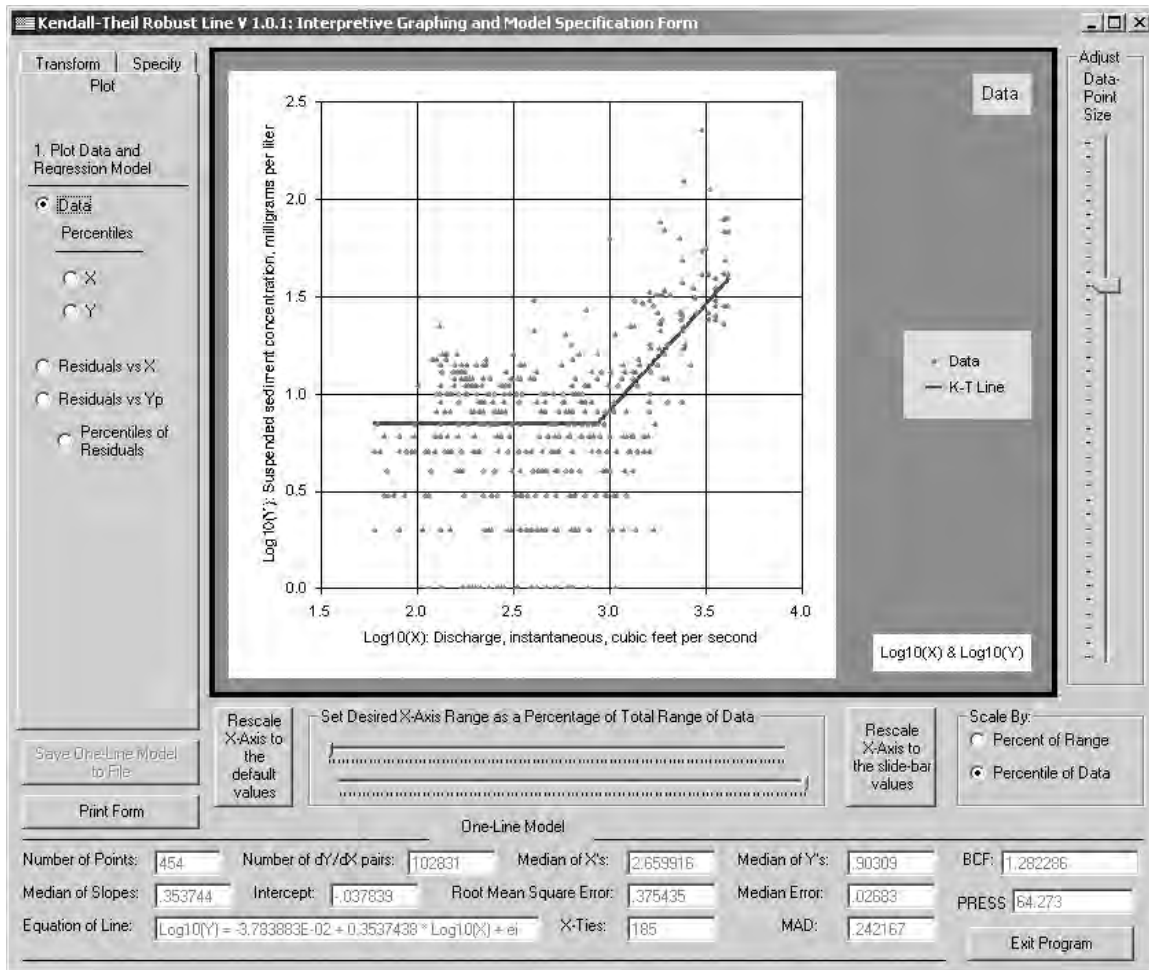 Kendall-Theil Robust Line V 1.0.1: Interpretive Graphing and Model Specification Form
Transform
Specify
Plot
1. Plot Data and
Regression Model
Data
Percentiles
X
Y
Residuals vs X
Residuals vs Yp
Percentiles of
Residuals
Save One-Line Model
to File
Print Form
Log10(Y): Suspended sediment concentration, milligrams per liter
2.5
2.0
1.5
1.0
0.5
0.0
1.5 2.0 2.5 3.0 3.5 4.0
Log10(X): Discharge, instantaneous, cubic feet per second
Data
Data
K-T Line
Log10(X) & Log10(Y)
Adjust
Data-
Point
Size
Rescale
X-Axis to
the
default
values
Set Desired X-Axis Range as a Percentage of Total Range of Data
Rescale
X-Axis to
the slide-bar
values
Scale By:
Percent of Range
Percentile of Data
One-Line Model
Number of Points: 454 Number of dY/dX pairs: 102831 Median of X's: 2.659916 Median of Y's: .90309 BCF: 1.282286
Median of Slopes: .353744 Intercept: -.037839 Root Mean Square Error: .375435 Median Error: .02683 PRESS 64.273
Equation of Line: Log10(Y) = -3.783883E-02 + 0.3537438 * Log10(X) + ei X-Ties: 185 MAD: .242167
Exit Program